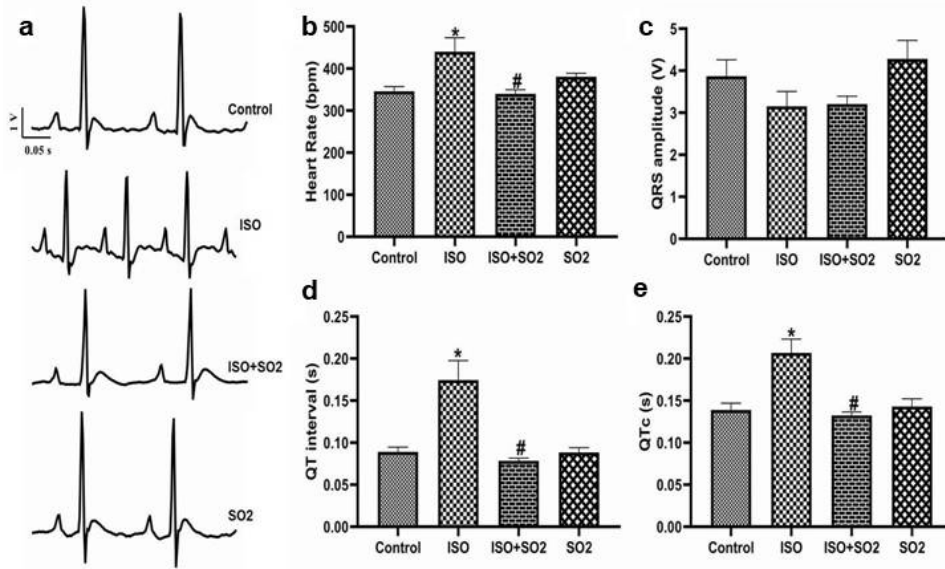 a
Control
1 V
0.05 s
ISO
ISO+SO2
SO2
b
Heart Rate (bpm)
500
400
300
200
100
0
*
#
Control ISO ISO+SO2 SO2
c
QRS amplitude (V)
5
4
3
2
1
0
Control ISO ISO+SO2 SO2
d
QT interval (s)
0.25
0.20
0.15
0.10
0.05
0.00
*
#
Control ISO ISO+SO2 SO2
e
QTc (s)
0.25
0.20
0.15
0.10
0.05
0.00
*
#
Control ISO ISO+SO2 SO2